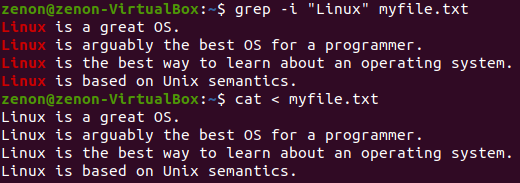 zenon@zenon-VirtualBox:~$ grep -i "Linux" myfile.txt
Linux is a great OS.
Linux is arguably the best OS for a programmer.
Linux is the best way to learn about an operating system.
Linux is based on Unix semantics.
zenon@zenon-VirtualBox:~$ cat < myfile.txt
Linux is a great OS.
Linux is arguably the best OS for a programmer.
Linux is the best way to learn about an operating system.
Linux is based on Unix semantics.